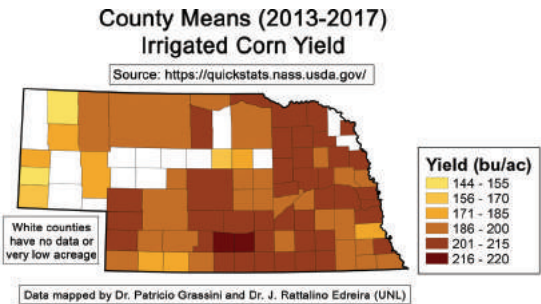 County Means (2013-2017)
Irrigated Corn Yield
Source: https://quickstats.nass.usda.gov/
Yield (bu/ac)
144 - 155
156 - 170
171 - 185
186 - 200
201 - 215
216 - 220
White counties
have no data or
very low acreage
Data mapped by Dr. Patricio Grassini and Dr. J. Rattalino Edreira (UNL)